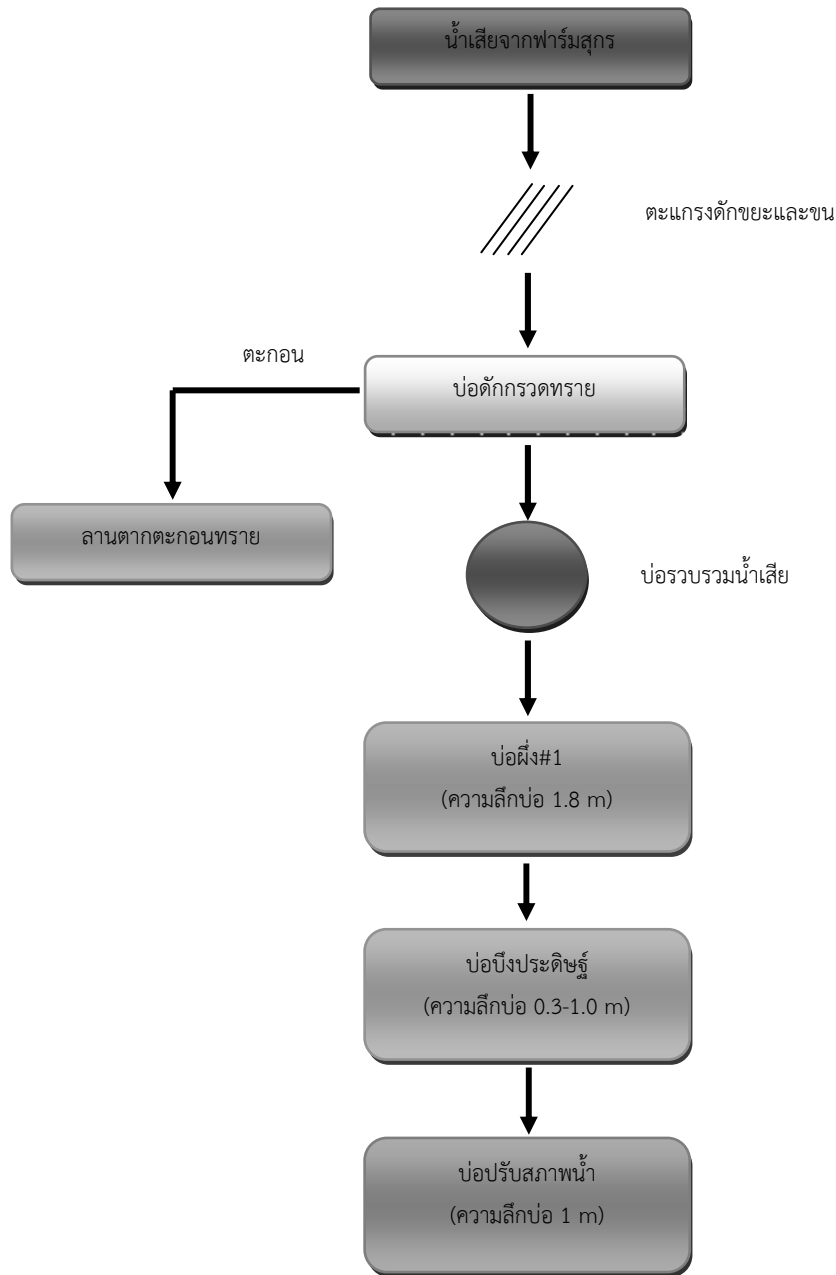 น้ำเสียจากฟาร์มสุกร
ตะแกรงดักขยะและขน
ตะกอน
บ่อดักกรวดทราย
ลานตากตะกอนทราย
บ่อรวบรวมน้ำเสีย
บ่อผึ่ง#1
(ความลึกบ่อ 1.8 m)
บ่อบึงประดิษฐ์
(ความลึกบ่อ 0.3-1.0 m)
บ่อปรับสภาพน้ำ
(ความลึกบ่อ 1 m)